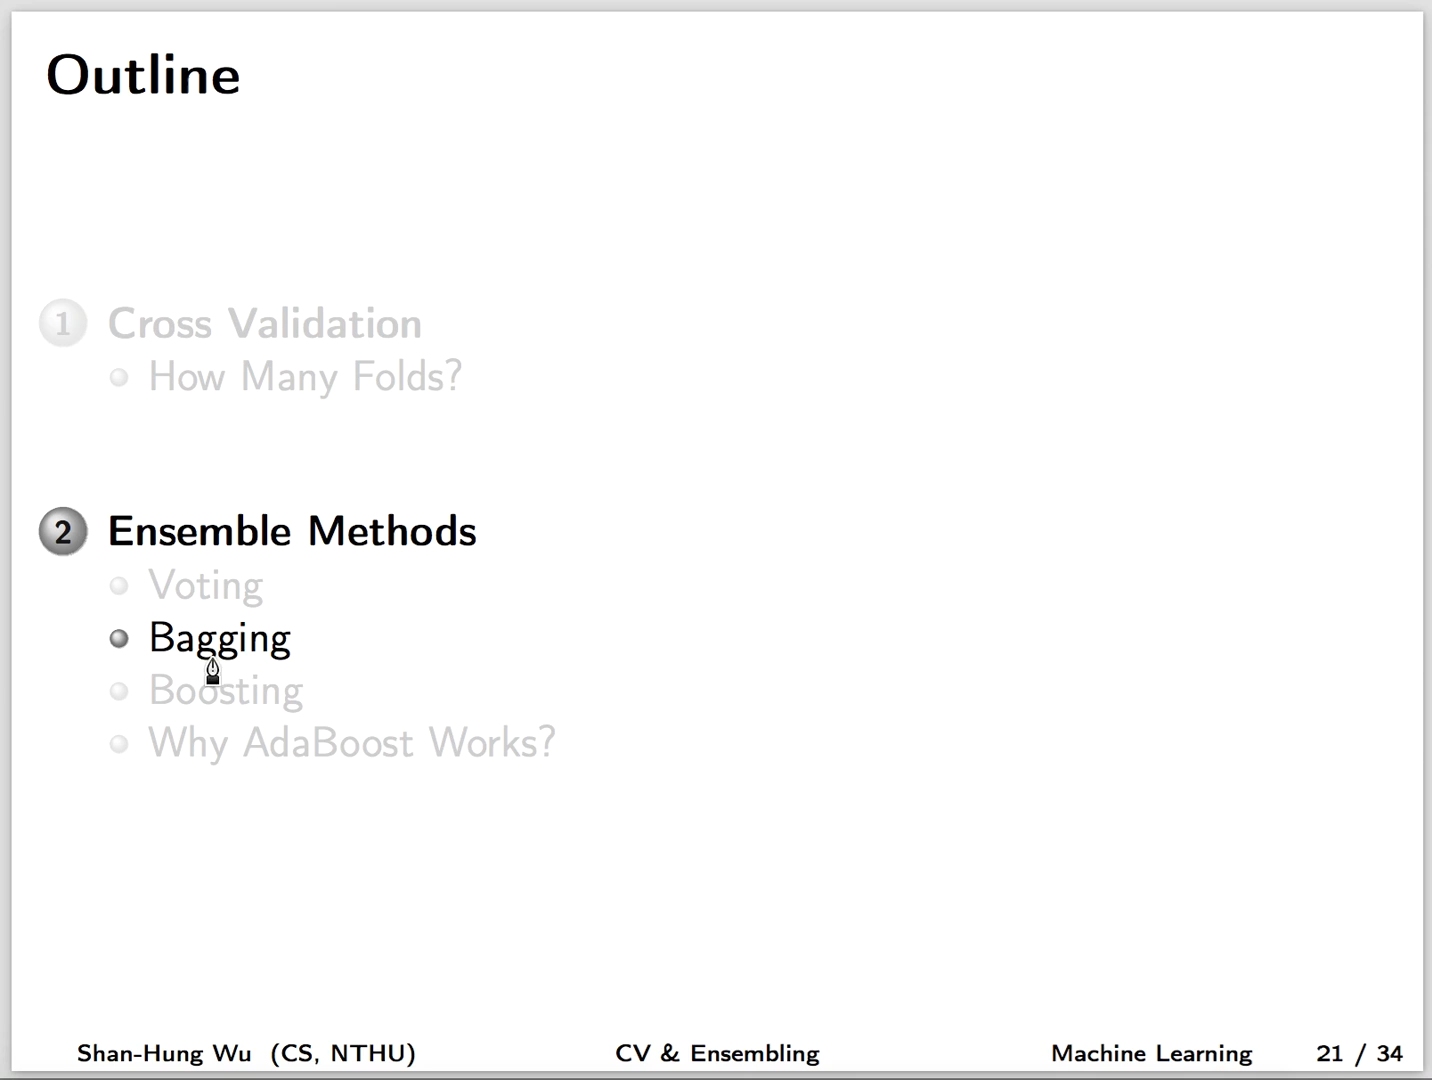 Outline
1 Cross Validation
How Many Folds?
2 Ensemble Methods
Voting
Bagging
Boosting
Why AdaBoost Works?
Shan-Hung Wu (CS, NTHU) CV & Ensembling Machine Learning 21 / 34